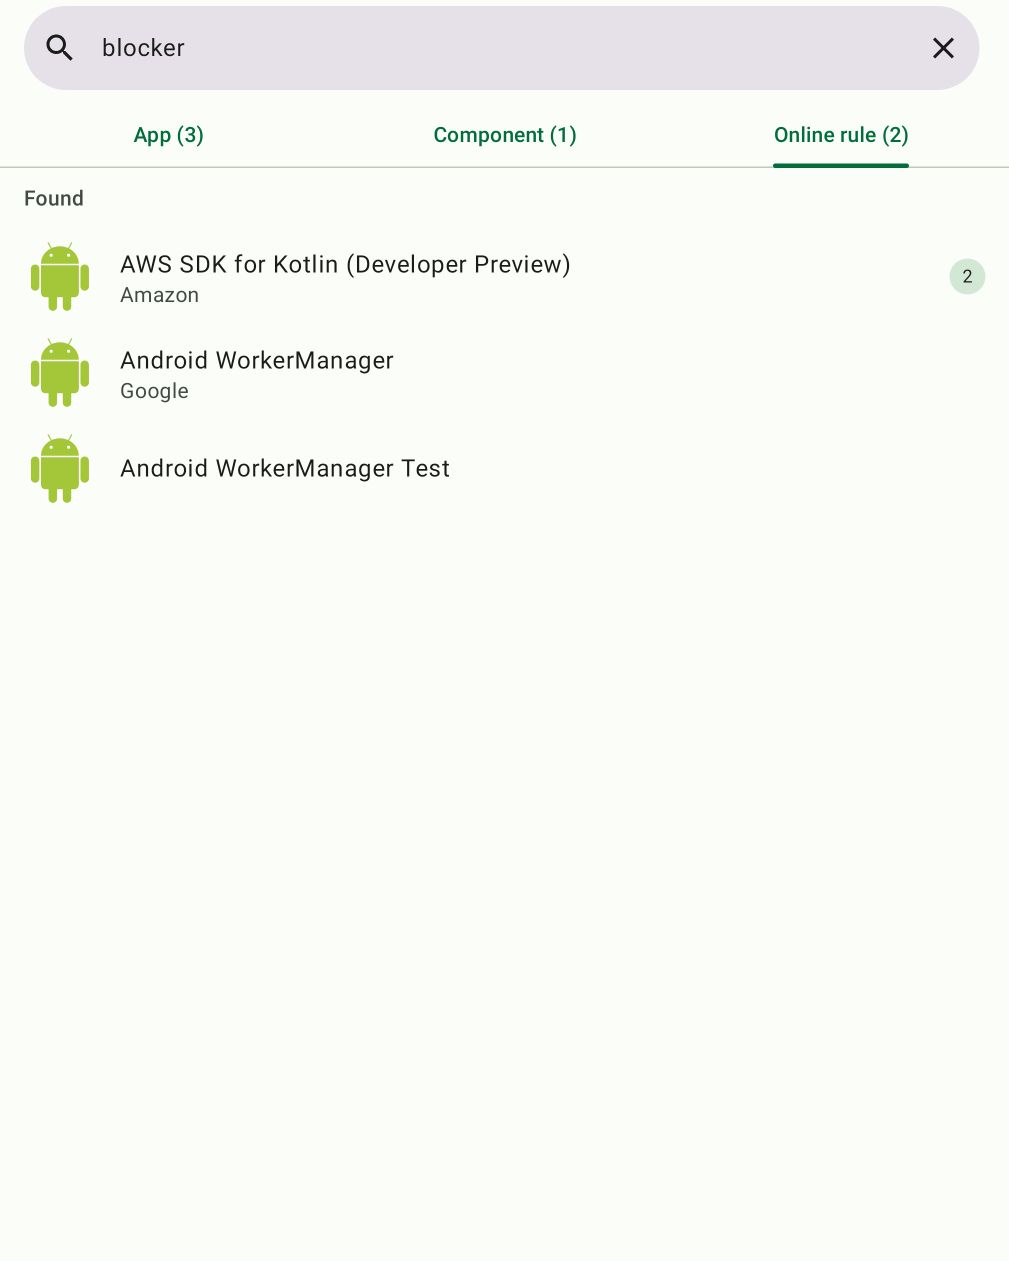 blocker
App (3)
Component (1)
Online rule (2)
Found
AWS SDK for Kotlin (Developer Preview)
Amazon
2
Android WorkerManager
Google
Android WorkerManager Test